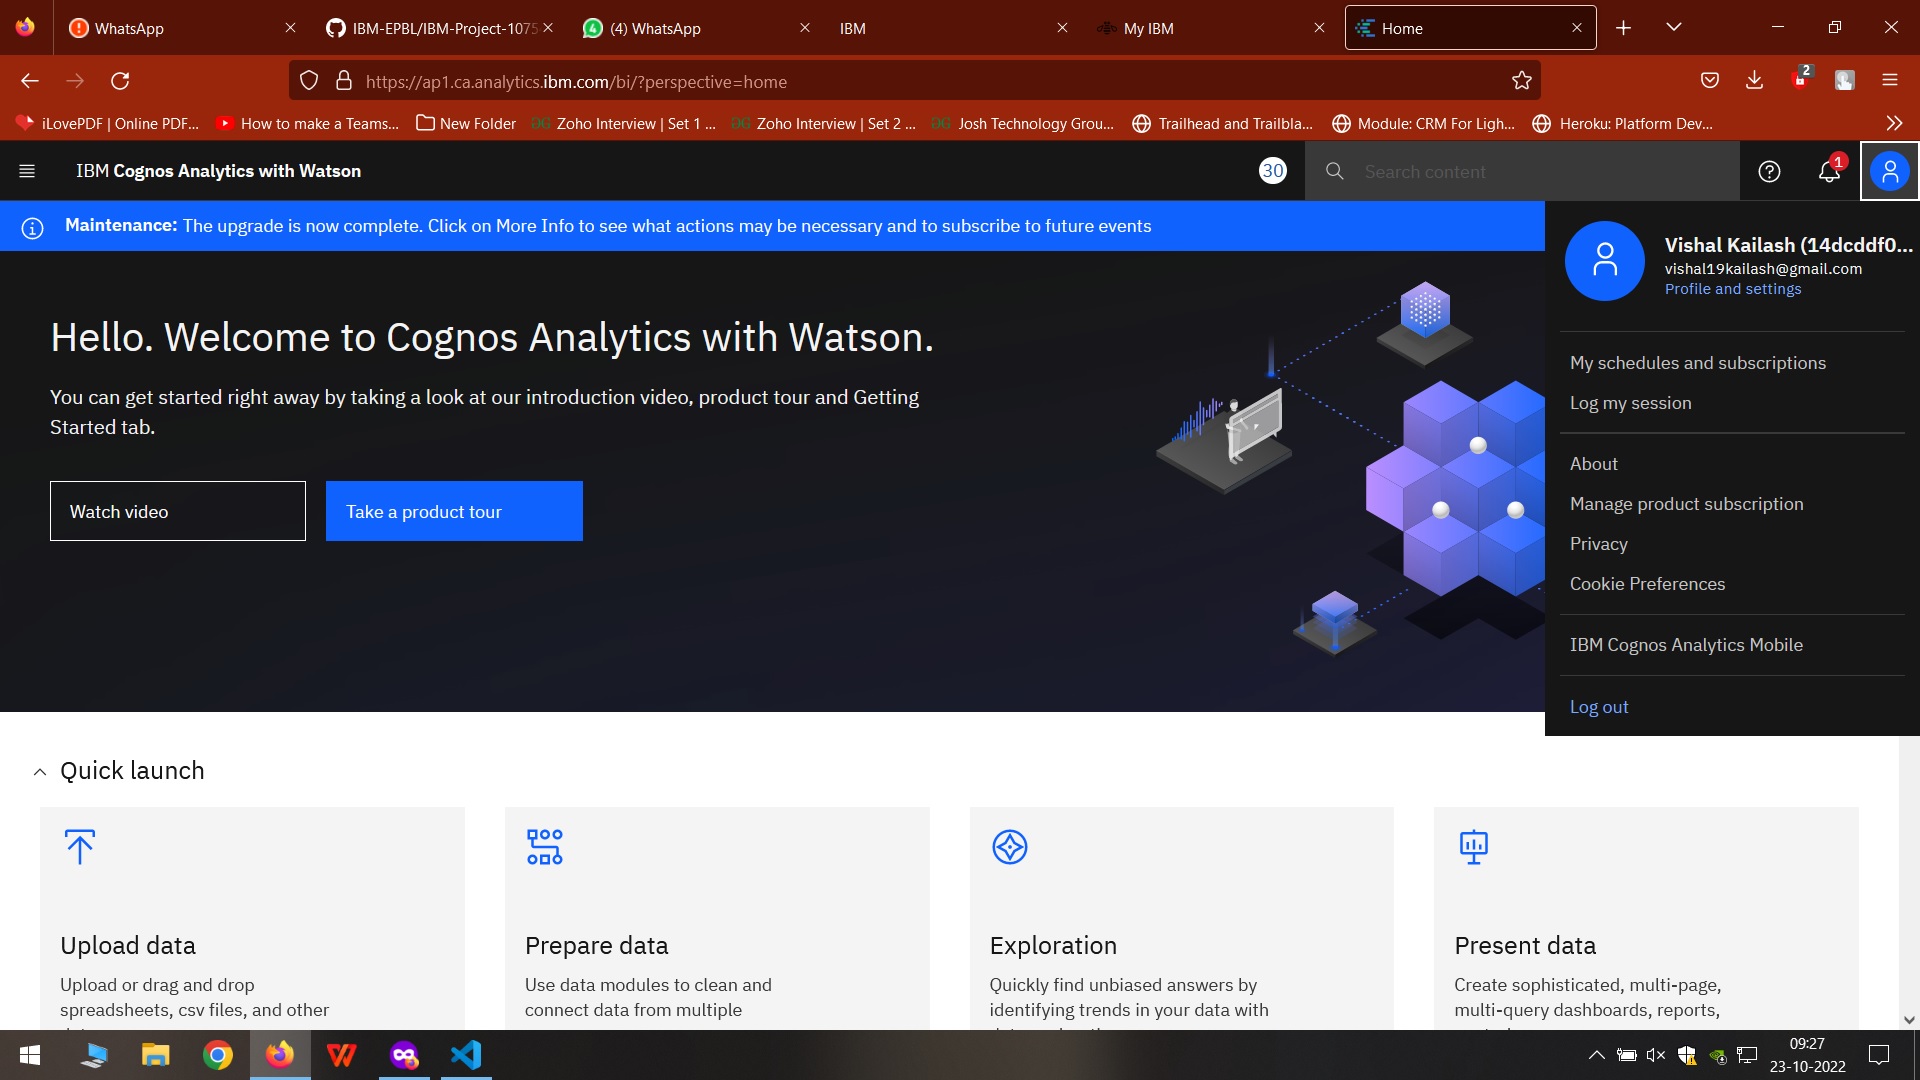 WhatsApp
IBM-EPBL/IBM-Project-1075
(4) WhatsApp
IBM
My IBM
Home
https://ap1.ca.analytics.ibm.com/bi/?perspective=home
2
iLovePDF | Online PDF...
How to make a Teams...
New Folder
Zoho Interview | Set 1 ...
Zoho Interview | Set 2 ...
Josh Technology Grou...
Trailhead and Trailbla...
Module: CRM For Ligh...
Heroku: Platform Dev...
IBM Cognos Analytics with Watson
30
Search content
1
Maintenance: The upgrade is now complete. Click on More Info to see what actions may be necessary and to subscribe to future events
Vishal Kailash (14dcddf0...
vishal19kailash@gmail.com
Profile and settings
My schedules and subscriptions
Log my session
About
Manage product subscription
Privacy
Cookie Preferences
IBM Cognos Analytics Mobile
Log out
Hello. Welcome to Cognos Analytics with Watson.
You can get started right away by taking a look at our introduction video, product tour and Getting
Started tab.
Watch video
Take a product tour
Quick launch
Upload data
Upload or drag and drop
spreadsheets, csv files, and other
Prepare data
Use data modules to clean and
connect data from multiple
Exploration
Quickly find unbiased answers by
identifying trends in your data with
Present data
Create sophisticated, multi-page,
multi-query dashboards, reports,
09:27
23-10-2022